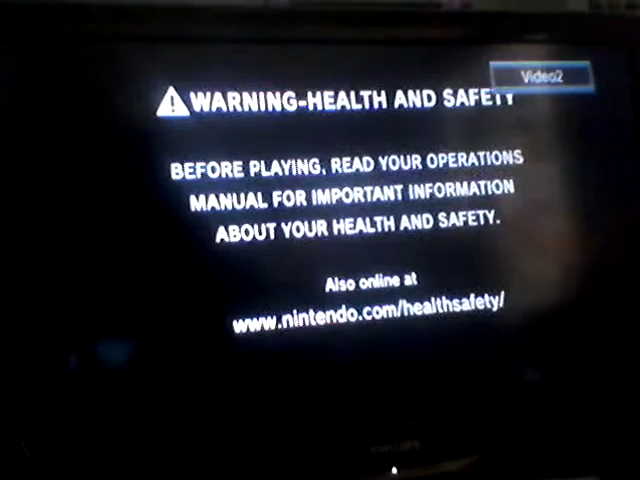 Video2
WARNING-HEALTH AND SAFETY
BEFORE PLAYING, READ YOUR OPERATIONS
MANUAL FOR IMPORTANT INFORMATION
ABOUT YOUR HEALTH AND SAFETY.
Also online at
www.nintendo.com/healthsafety/
PHILIPS